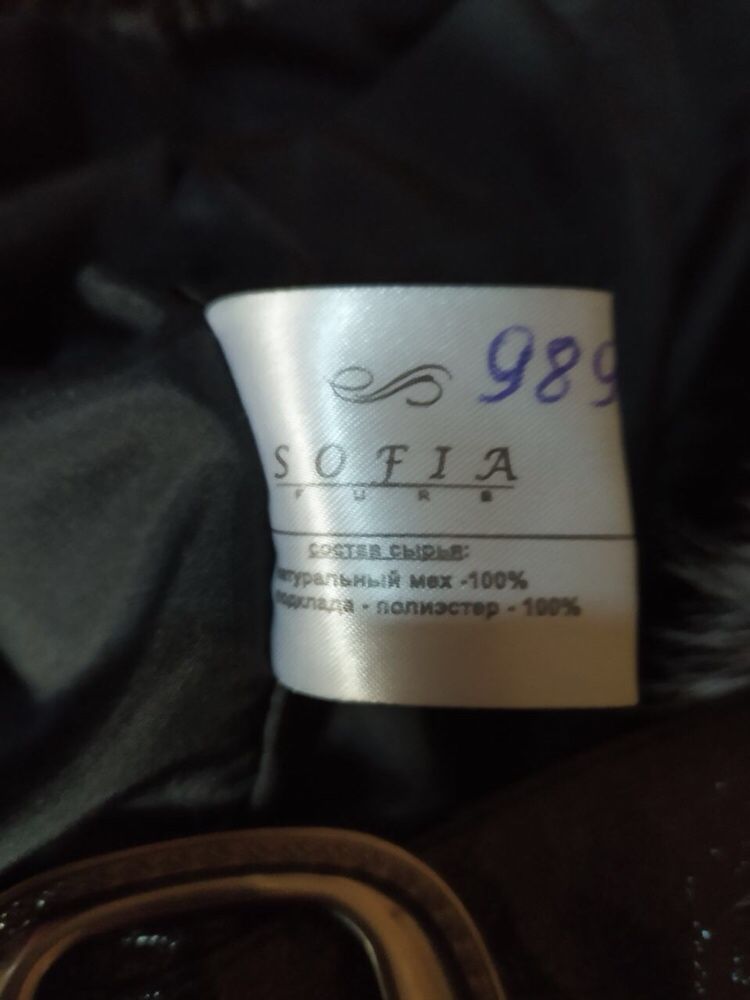 989
SOFIA
FURS
состав сырья:
натуральный мех -100%
подклада - полиэстер - 100%